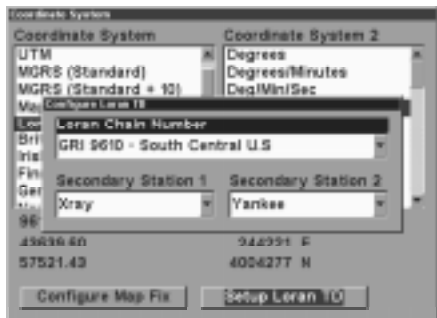 Coordinate System
Coordinate System Coordinate System 2
UTM Degrees
MGRS (Standard) Degrees/Minutes
MGRS (Standard + 10) Deg/Min/Sec
Configure Loran TD
Loran Chain Number
GRI 9610 - South Central U.S
Secondary Station 1 Secondary Station 2
Xray Yankee
43639.60 244221 E
57521.43 4004277 N
Configure Map Fix Setup Loran TD